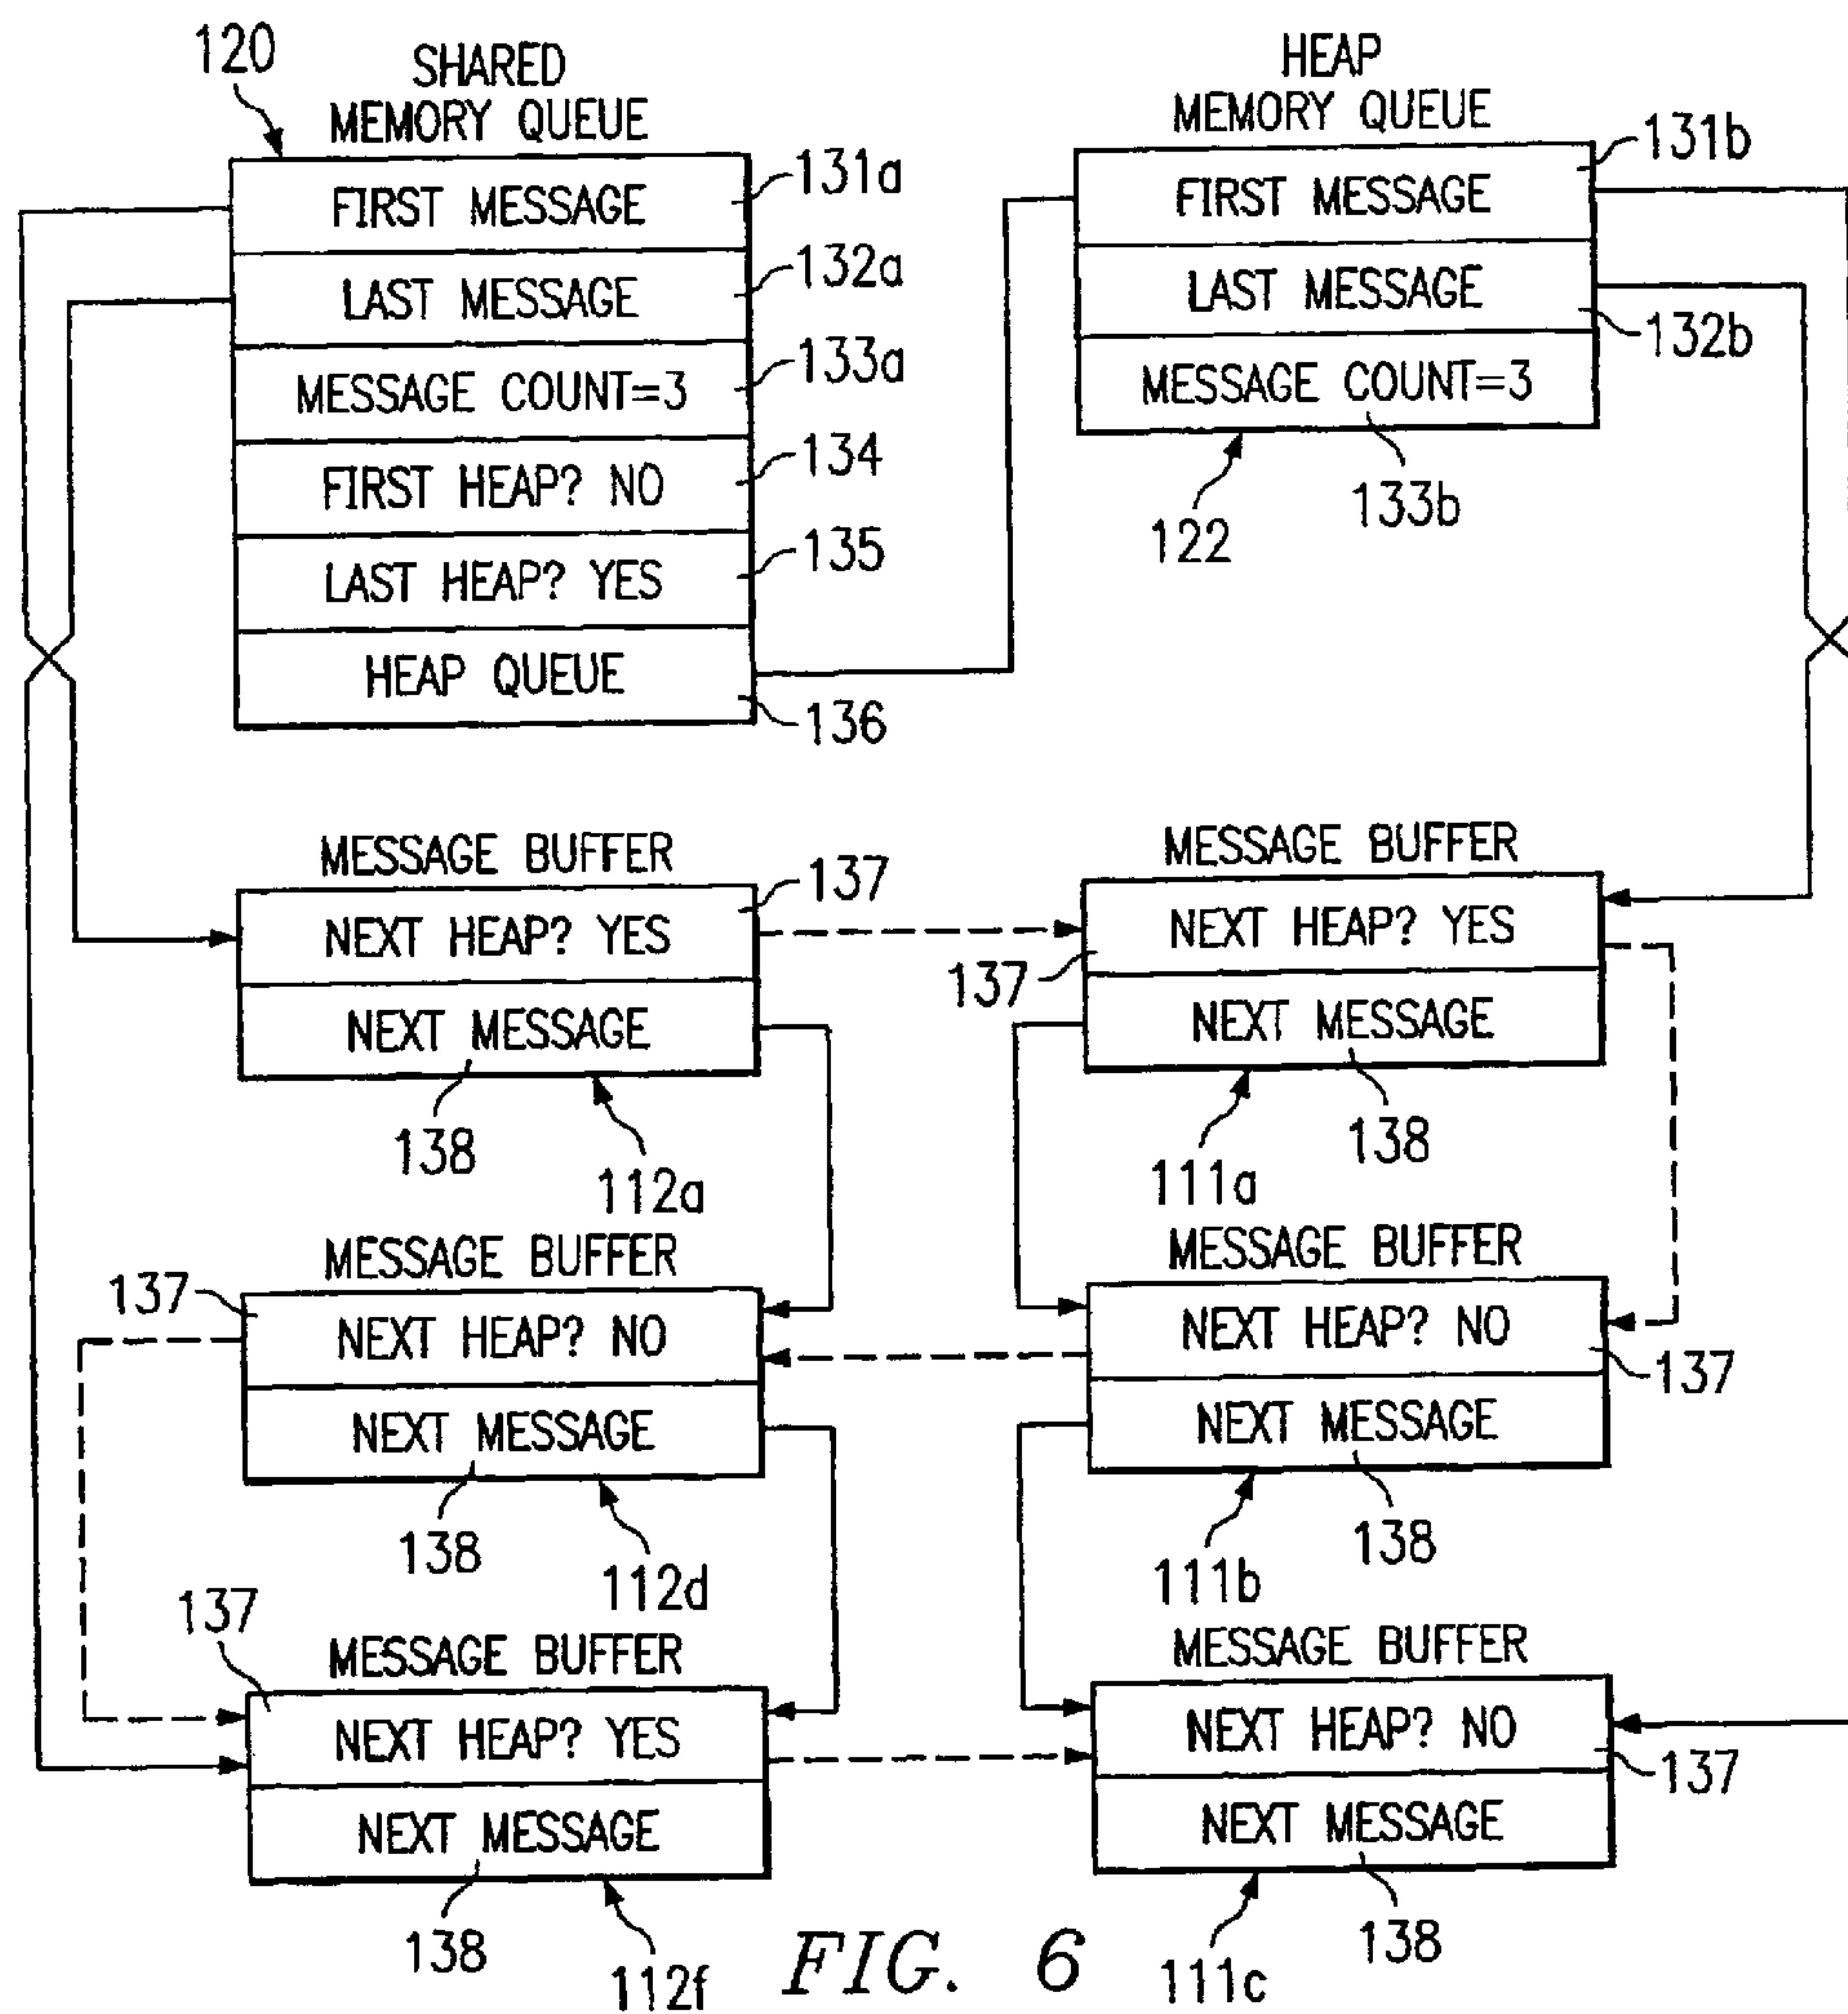 120
SHARED
MEMORY QUEUE
FIRST MESSAGE
131a
LAST MESSAGE
132a
MESSAGE COUNT=3
133a
FIRST HEAP? NO
134
LAST HEAP? YES
135
HEAP QUEUE
136
HEAP
MEMORY QUEUE
FIRST MESSAGE
131b
LAST MESSAGE
132b
MESSAGE COUNT=3
122
133b
MESSAGE BUFFER
137
NEXT HEAP? YES
NEXT MESSAGE
138
112a
MESSAGE BUFFER
NEXT HEAP? YES
137
NEXT MESSAGE
111a
138
MESSAGE BUFFER
137
NEXT HEAP? NO
NEXT MESSAGE
138
112d
MESSAGE BUFFER
NEXT HEAP? NO
137
NEXT MESSAGE
111b
138
137
MESSAGE BUFFER
NEXT HEAP? YES
NEXT MESSAGE
138
112f
MESSAGE BUFFER
NEXT HEAP? NO
137
NEXT MESSAGE
111c
138
FIG. 6